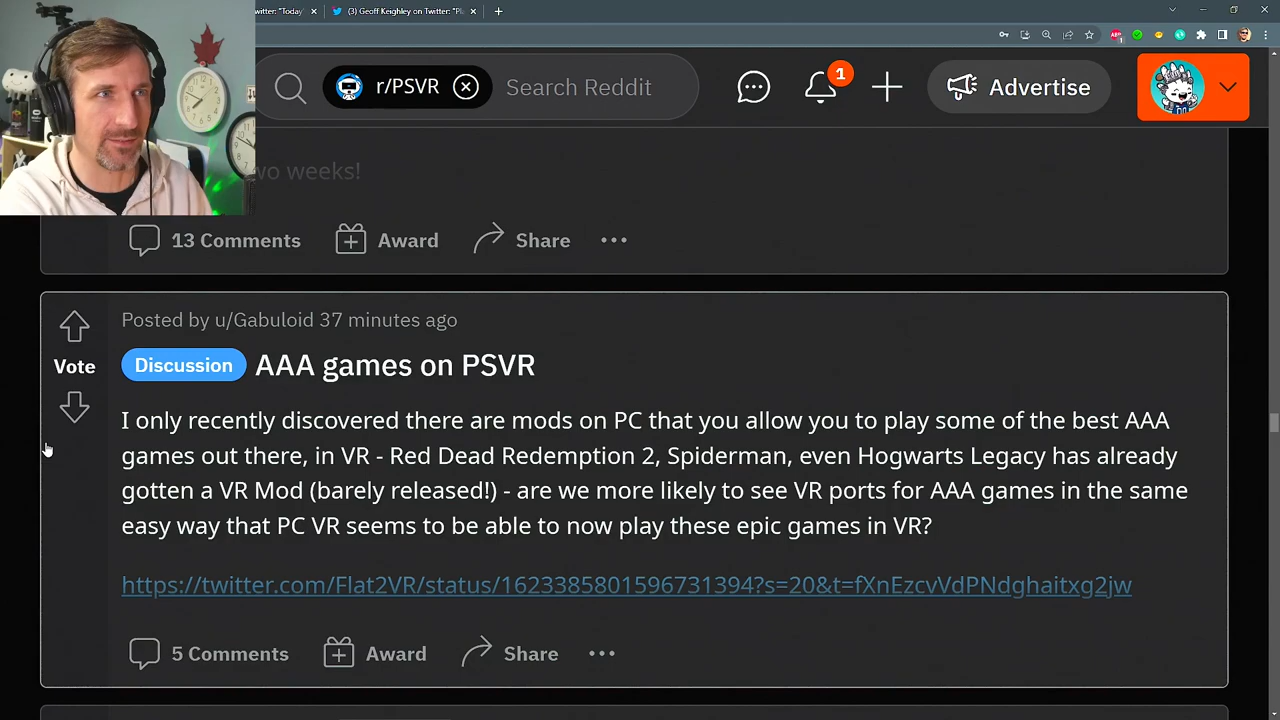 witter: "Today'
(3) Geoff Keighley on Twitter: "Pl
r/PSVR
Search Reddit
1
Advertise
wo weeks!
13 Comments
Award
Share
Posted by u/Gabuloid 37 minutes ago
Vote
Discussion
AAA games on PSVR
I only recently discovered there are mods on PC that you allow you to play some of the best AAA
games out there, in VR - Red Dead Redemption 2, Spiderman, even Hogwarts Legacy has already
gotten a VR Mod (barely released!) - are we more likely to see VR ports for AAA games in the same
easy way that PC VR seems to be able to now play these epic games in VR?
https://twitter.com/Flat2VR/status/1623385801596731394?s=20&t=fXnEzcvVdPNdghaitxg2jw
5 Comments
Award
Share